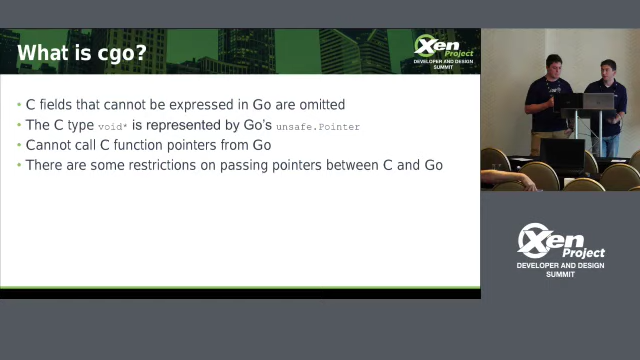 What is cgo?
Xen
Project
DEVELOPER AND DESIGN
SUMMIT
• C fields that cannot be expressed in Go are omitted
• The C type void* is represented by Go's unsafe.Pointer
• Cannot call C function pointers from Go
• There are some restrictions on passing pointers between C and Go
Xen
Project
DEVELOPER AND DESIGN
SUMMIT